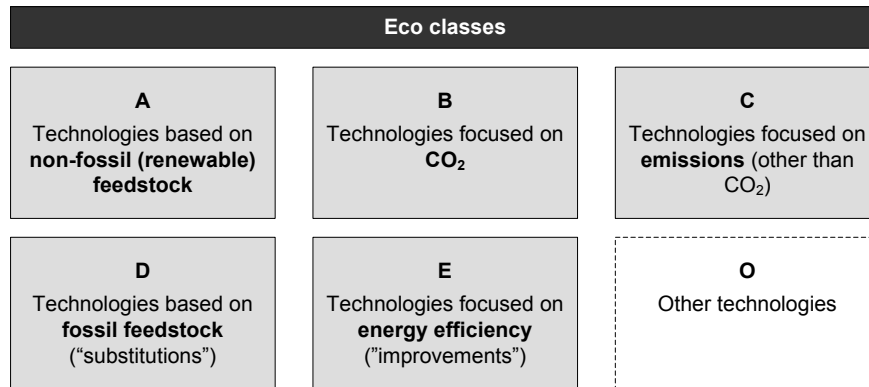 Eco classes
A
Technologies based on
non-fossil (renewable)
feedstock
B
Technologies focused on
CO₂
C
Technologies focused on
emissions (other than
CO₂)
D
Technologies based on
fossil feedstock
(“substitutions”)
E
Technologies focused on
energy efficiency
(”improvements”)
O
Other technologies